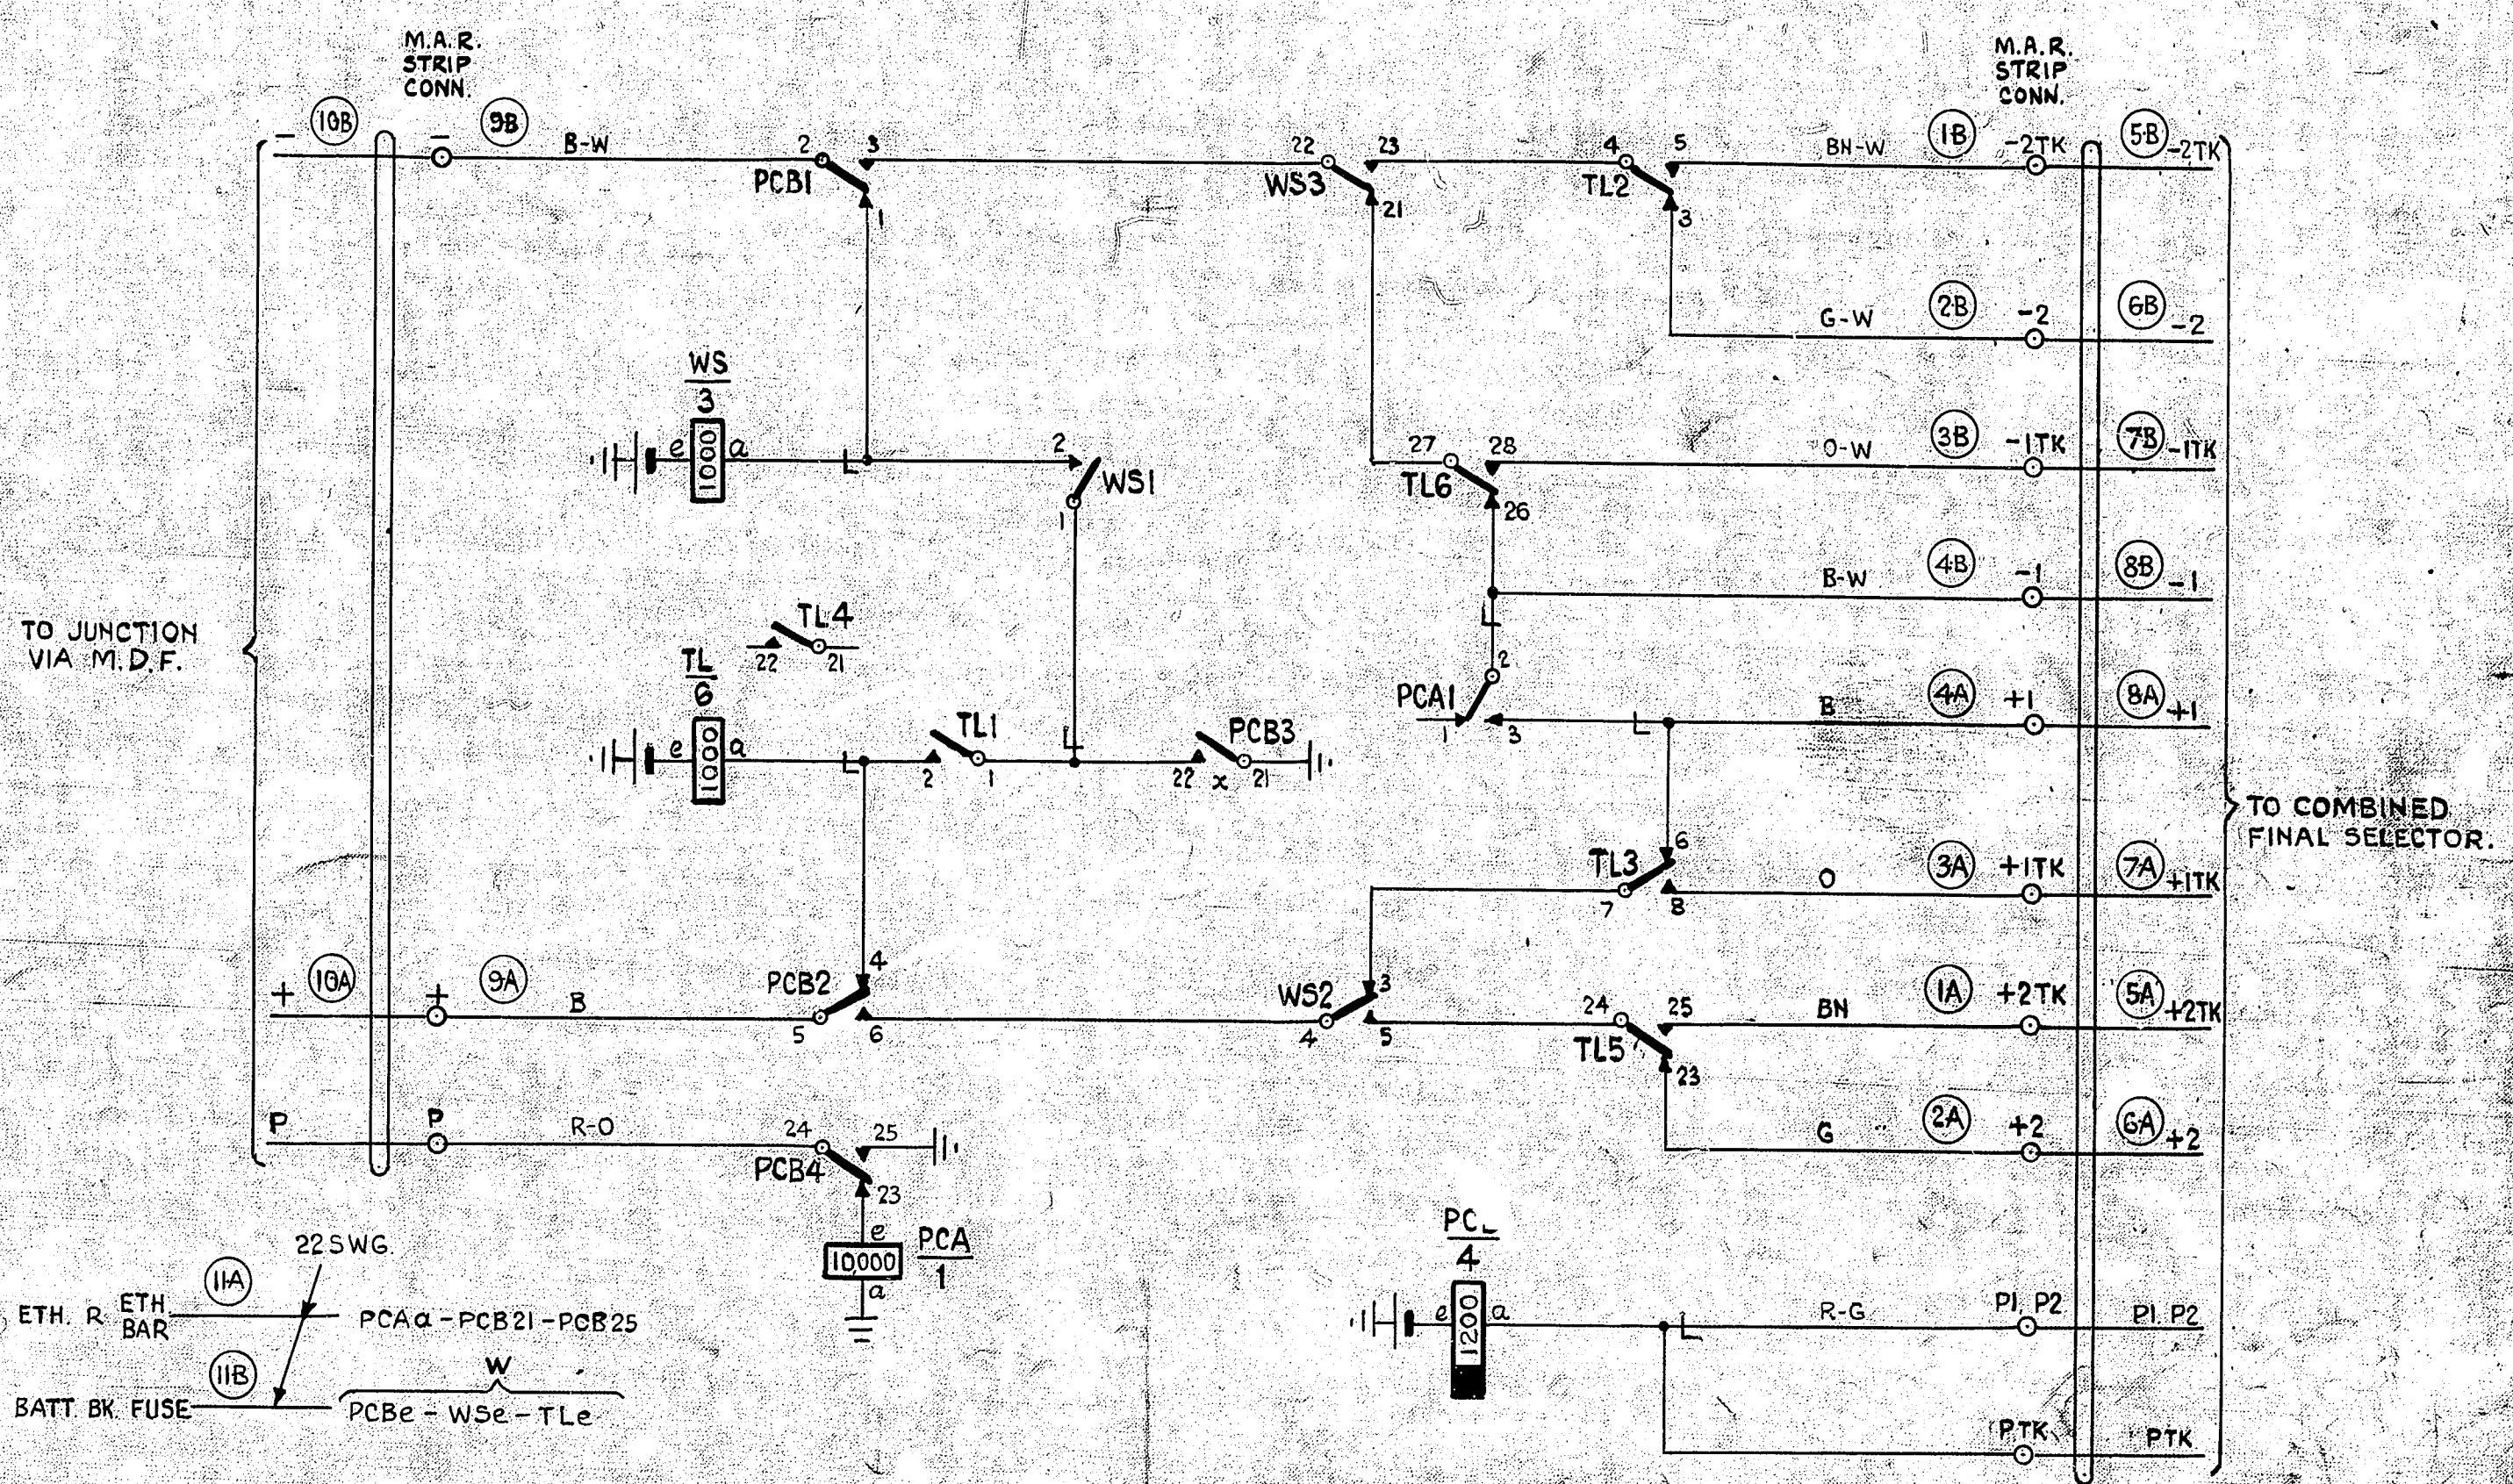 M.A.R.
STRIP
CONN.
M.A.R.
STRIP
CONN.
−
10B
−
9B
B-W
2
3
PCB1
1
22
23
WS3
21
4
5
TL2
3
BN-W
1B
-2TK
5B
-2TK
G-W
2B
-2
6B
-2
WS
3
e
1000
a
2
WS1
1
27
28
TL6
26
O-W
3B
-1TK
7B
-1TK
B-W
4B
-1
8B
-1
TO JUNCTION
VIA M.D.F.
TL4
22
21
TL
6
e
1000
a
TL1
2
1
PCB3
22
x
21
PCA1
2
1
3
B
4A
+1
8A
+1
TO COMBINED
FINAL SELECTOR.
TL3
6
7
8
O
3A
+1TK
7A
+1TK
+
10A
+
9A
B
PCB2
4
5
6
WS2
3
4
5
24
25
TL5
23
BN
1A
+2TK
5A
+2TK
G
2A
+2
6A
+2
P
P
R-O
24
25
PCB4
23
e
10,000
a
PCA
1
22 SWG.
11A
ETH. R
ETH
BAR
PCAa-PCB21-PCB25
11B
W
BATT. BK. FUSE
PCBe-WSe-TLe
4
e
1200
a
R-G
P1. P2
P1. P2
PTK
PTK